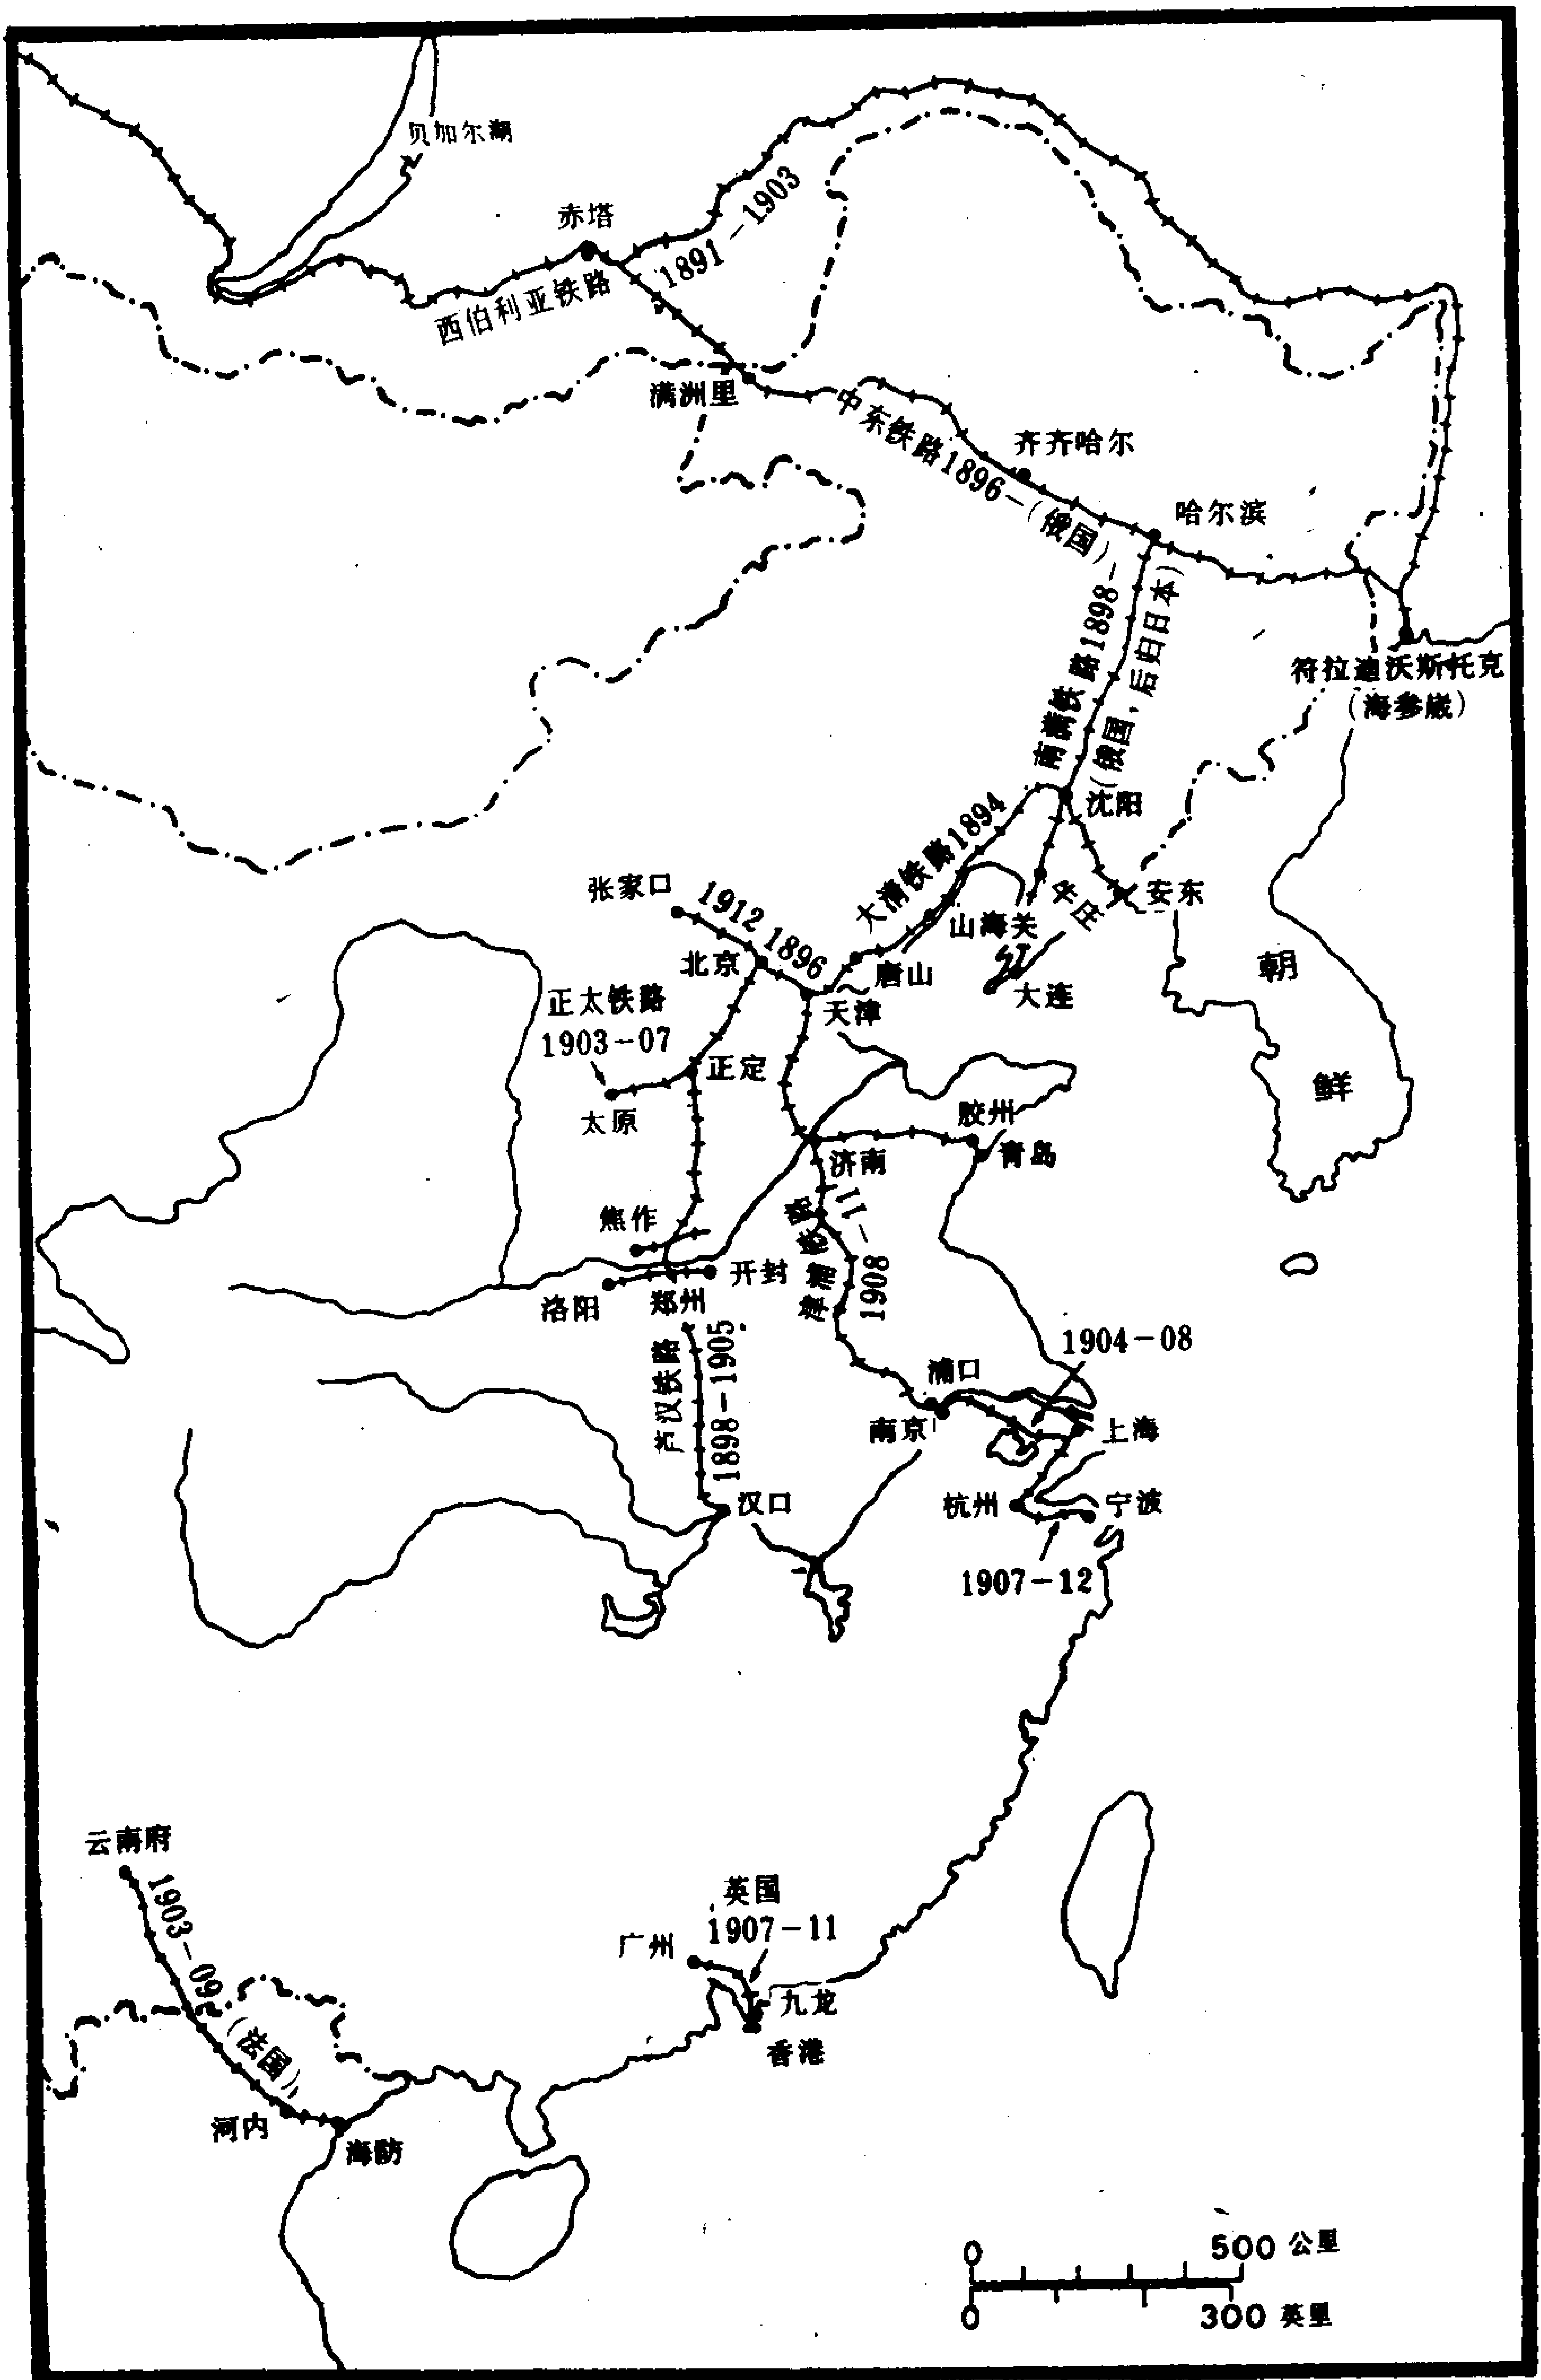 贝加尔湖
赤塔
1891-1903
西伯利亚铁路
满洲里
中东铁路1896-(俄国)
齐齐哈尔
哈尔滨
南满铁路1898-
(俄国,后归日本)
符拉迪沃斯托克
(海参崴)
沈阳
大清铁路1894
张家口
1912
1896
北京
山海关
牛庄
安东
唐山
大连
天津
朝
鲜
正太铁路
1903-07
正定
太原
胶州
青岛
济南
津浦铁路
1908-11
焦作
开封
洛阳
郑州
芦汉铁路
1898-1905
1904-08
浦口
南京
上海
汉口
杭州
宁波
1907-12
云南府
1903-09(法国)
英国
1907-11
广州
九龙
香港
河内
海防
0 500 公里
0 300 英里